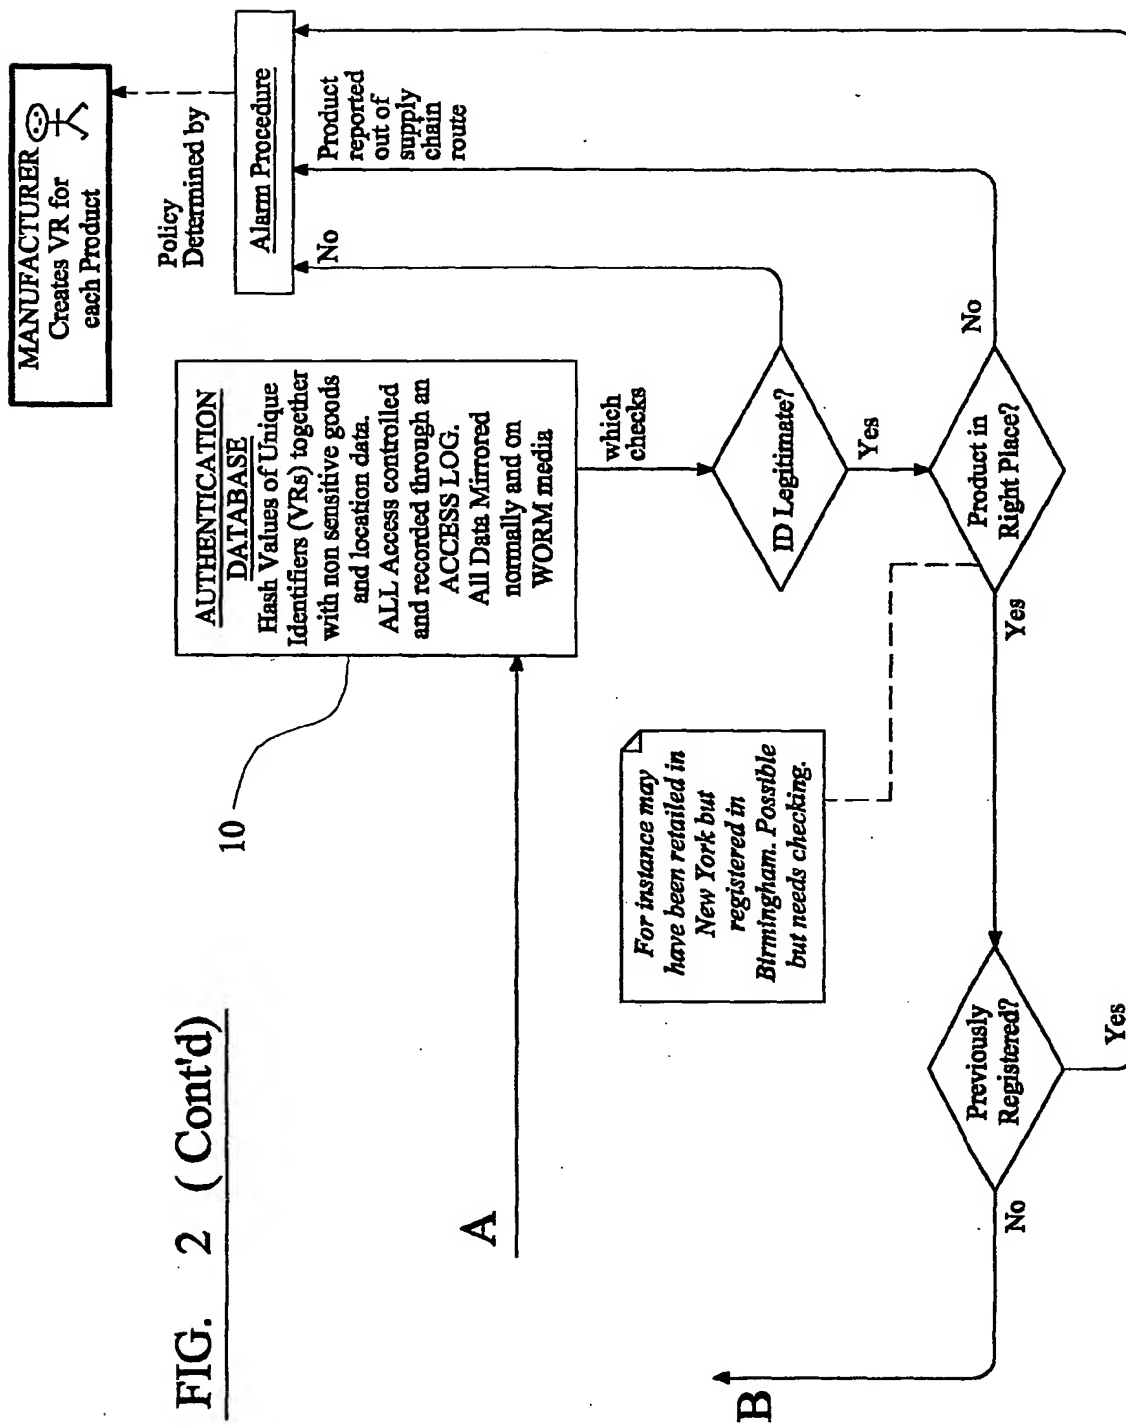 FIG. 2 (Cont'd)
A
10
AUTHENTICATION
DATABASE
Hash Values of Unique
Identifiers (VRs) together
with non sensitive goods
and location data.
ALL Access controlled
and recorded through an
ACCESS LOG.
All Data Mirrored
normally and on
WORM media
MANUFACTURER
Creates VR for
each Product
Policy
Determined by
Alarm Procedure
No
Product
reported
out of
supply
chain
route
which
checks
ID Legitimate?
Yes
Product in
Right Place?
No
Yes
For instance may
have been retailed in
New York but
registered in
Birmingham. Possible
but needs checking.
Previously
Registered?
Yes
No
B